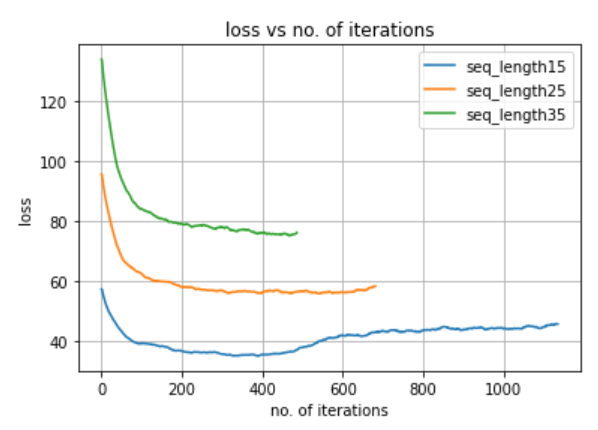 loss vs no. of iterations
seq_length15
seq_length25
seq_length35
120
100
80
60
40
loss
0 200 400 600 800 1000
no. of iterations